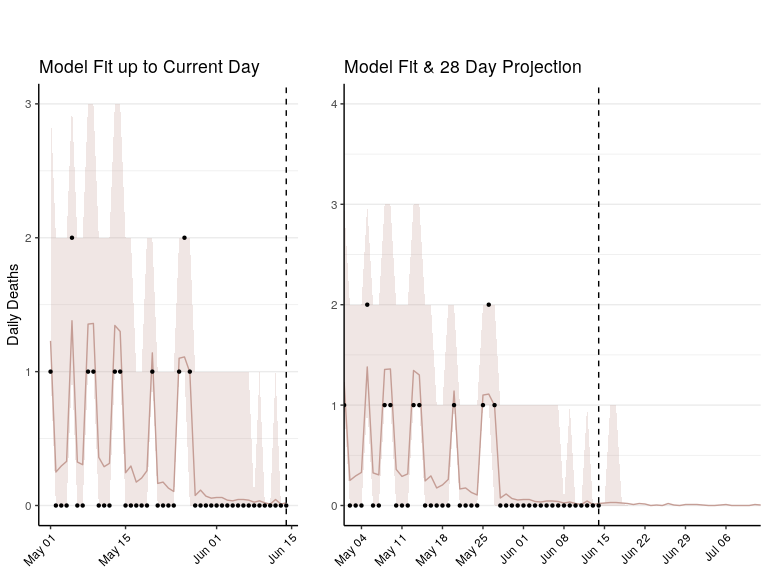 Model Fit up to Current Day
Daily Deaths
3
2
1
0
May 01
May 15
Jun 01
Jun 15
Model Fit & 28 Day Projection
4
3
2
1
0
May 04
May 11
May 18
May 25
Jun 01
Jun 08
Jun 15
Jun 22
Jun 29
Jul 06